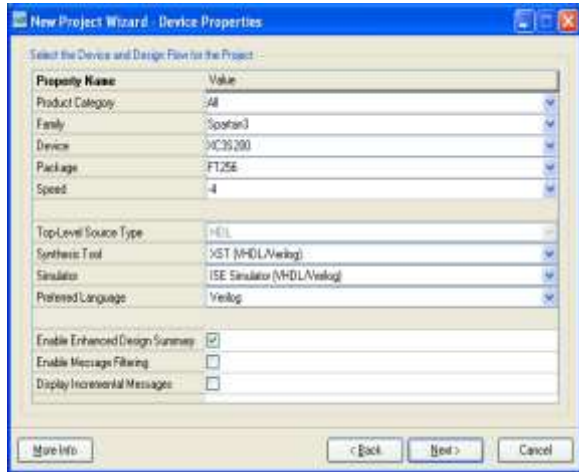 New Project Wizard - Device Properties
Select the Device and Design Flow for the Project
Property Name Value
Product Category All
Family Spartan3
Device XC3S200
Package FT256
Speed -4
Top-Level Source Type HDL
Synthesis Tool XST (VHDL/Verilog)
Simulator ISE Simulator (VHDL/Verilog)
Preferred Language Verilog
Enable Enhanced Design Summary
Enable Message Filtering
Display Incremental Messages
More Info < Back Next > Cancel